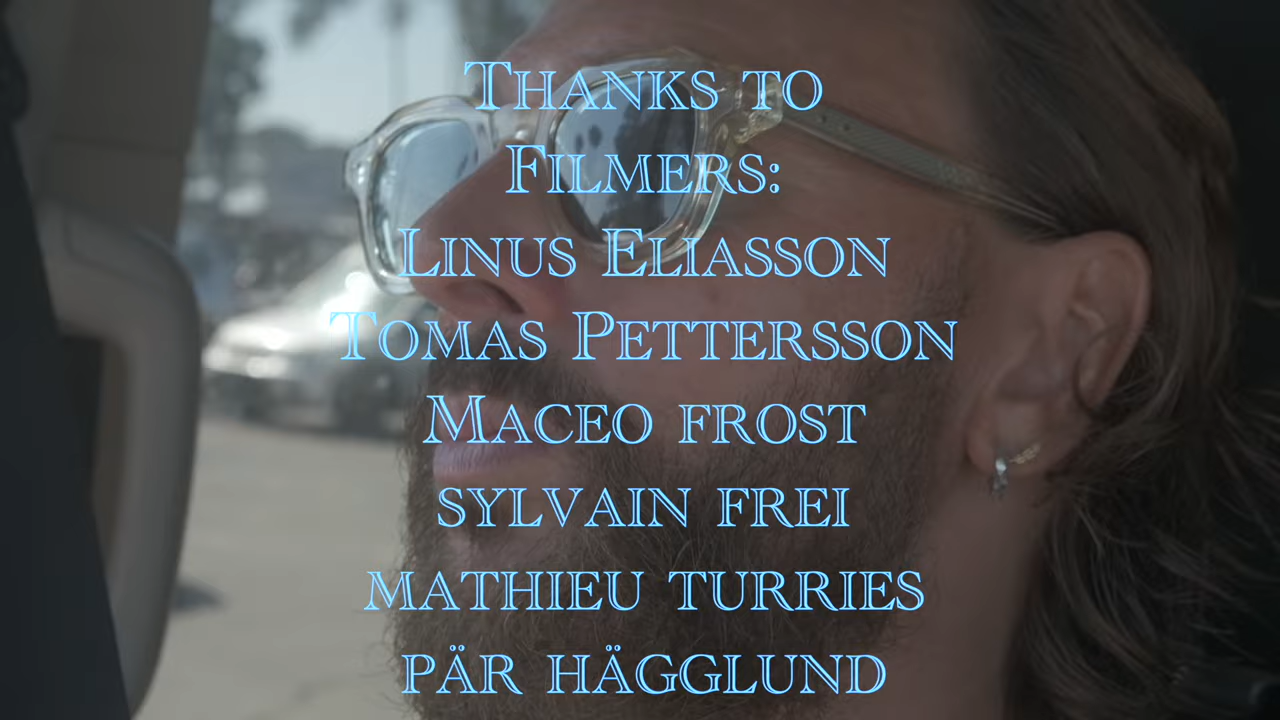 Thanks to
Filmers:
Linus Eliasson
Tomas Pettersson
Maceo frost
sylvain frei
mathieu turries
pär hägglund